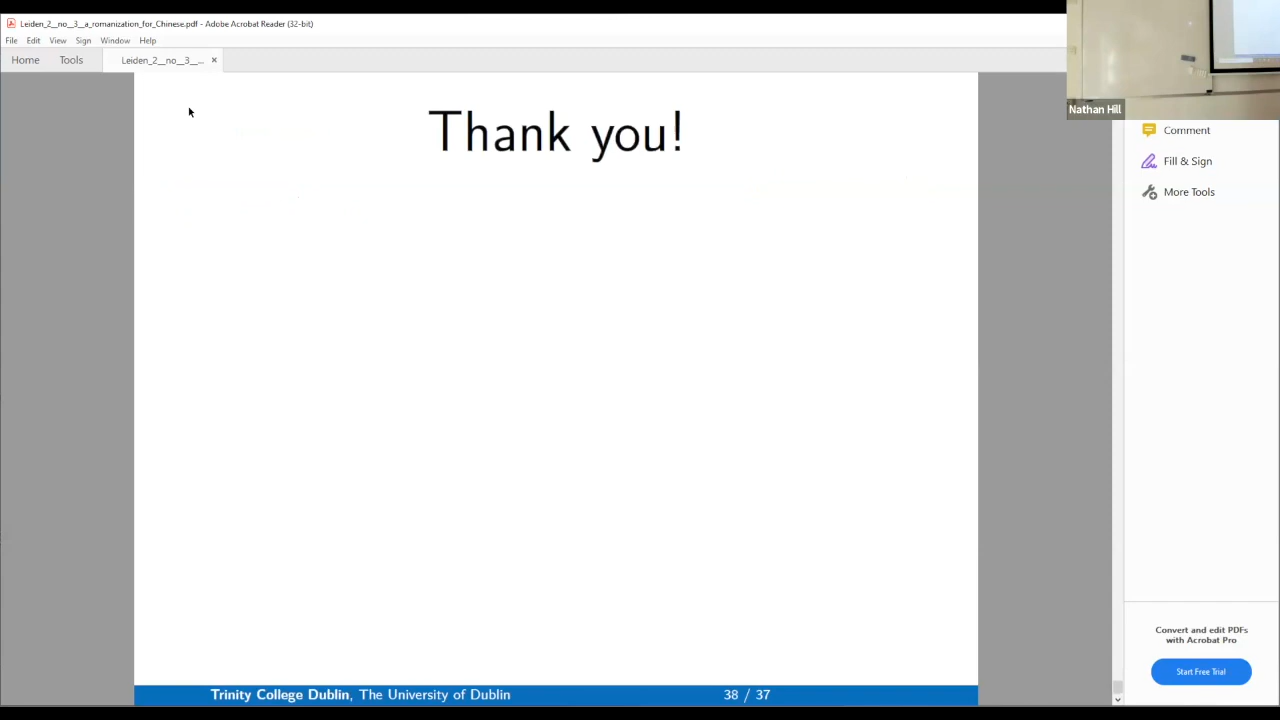 Leiden_2__no__3__a_romanization_for_Chinese.pdf - Adobe Acrobat Reader (32-bit)
File Edit View Sign Window Help
Home Tools Leiden_2__no__3__... ×
Nathan Hill
Thank you!
Comment
Fill & Sign
More Tools
Convert and edit PDFs
with Acrobat Pro
Start Free Trial
Trinity College Dublin, The University of Dublin 38 / 37